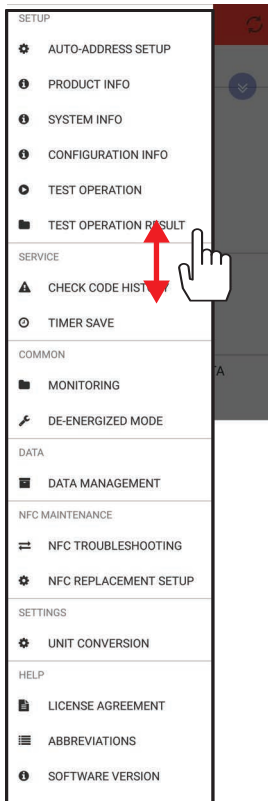 SETUP
AUTO-ADDRESS SETUP
PRODUCT INFO
SYSTEM INFO
CONFIGURATION INFO
TEST OPERATION
TEST OPERATION RESULT
SERVICE
CHECK CODE HISTORY
TIMER SAVE
COMMON
MONITORING
TA
DE-ENERGIZED MODE
DATA
DATA MANAGEMENT
NFC MAINTENANCE
NFC TROUBLESHOOTING
NFC REPLACEMENT SETUP
SETTINGS
UNIT CONVERSION
HELP
LICENSE AGREEMENT
ABBREVIATIONS
SOFTWARE VERSION